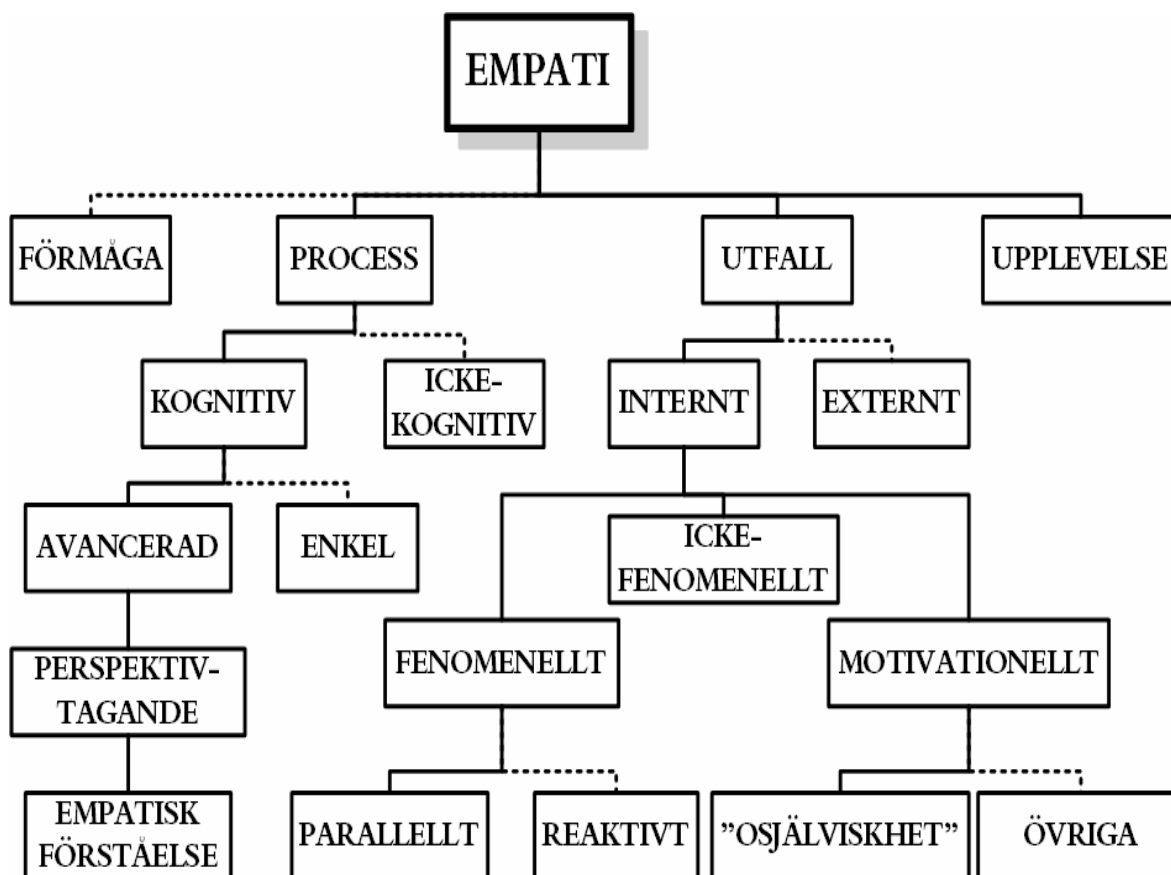 EMPATI
FÖRMÅGA
PROCESS
UTFALL
UPPLEVELSE
KOGNITIV
ICKE-
KOGNITIV
INTERNT
EXTERNT
AVANCERAD
ENKEL
ICKE-
FENOMENELLT
PERSPEKTIV-
TAGANDE
FENOMENELLT
MOTIVATIONELLT
EMPATISK
FÖRSTÅELSE
PARALLELLT
REAKTIVT
”OSJÄLVISKHET”
ÖVRIGA